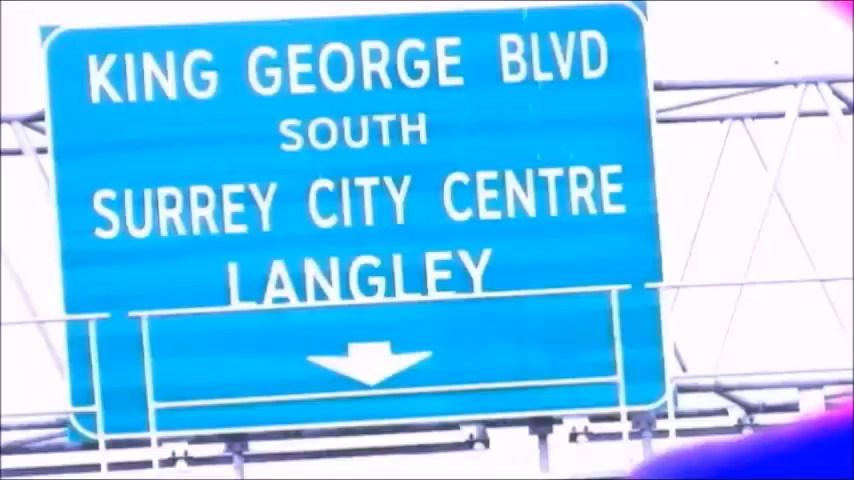 KING GEORGE BLVD
SOUTH
SURREY CITY CENTRE
LANGLEY